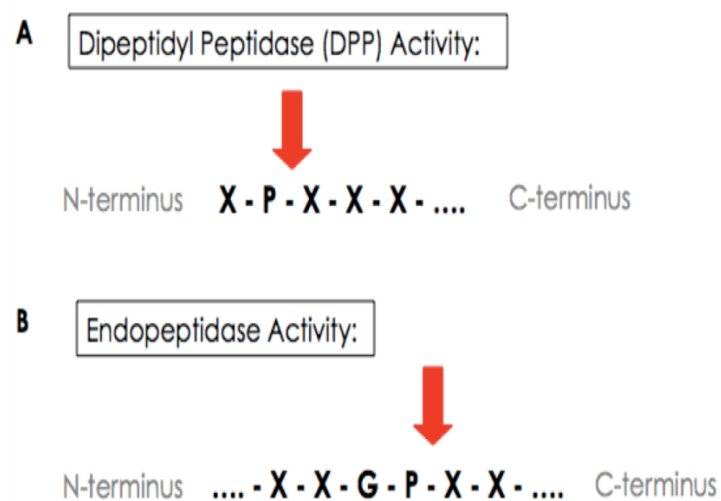 A Dipeptidyl Peptidase (DPP) Activity:
N-terminus X - P - X - X - X - .... C-terminus
B Endopeptidase Activity:
N-terminus .... - X - X - G - P - X - X - .... C-terminus